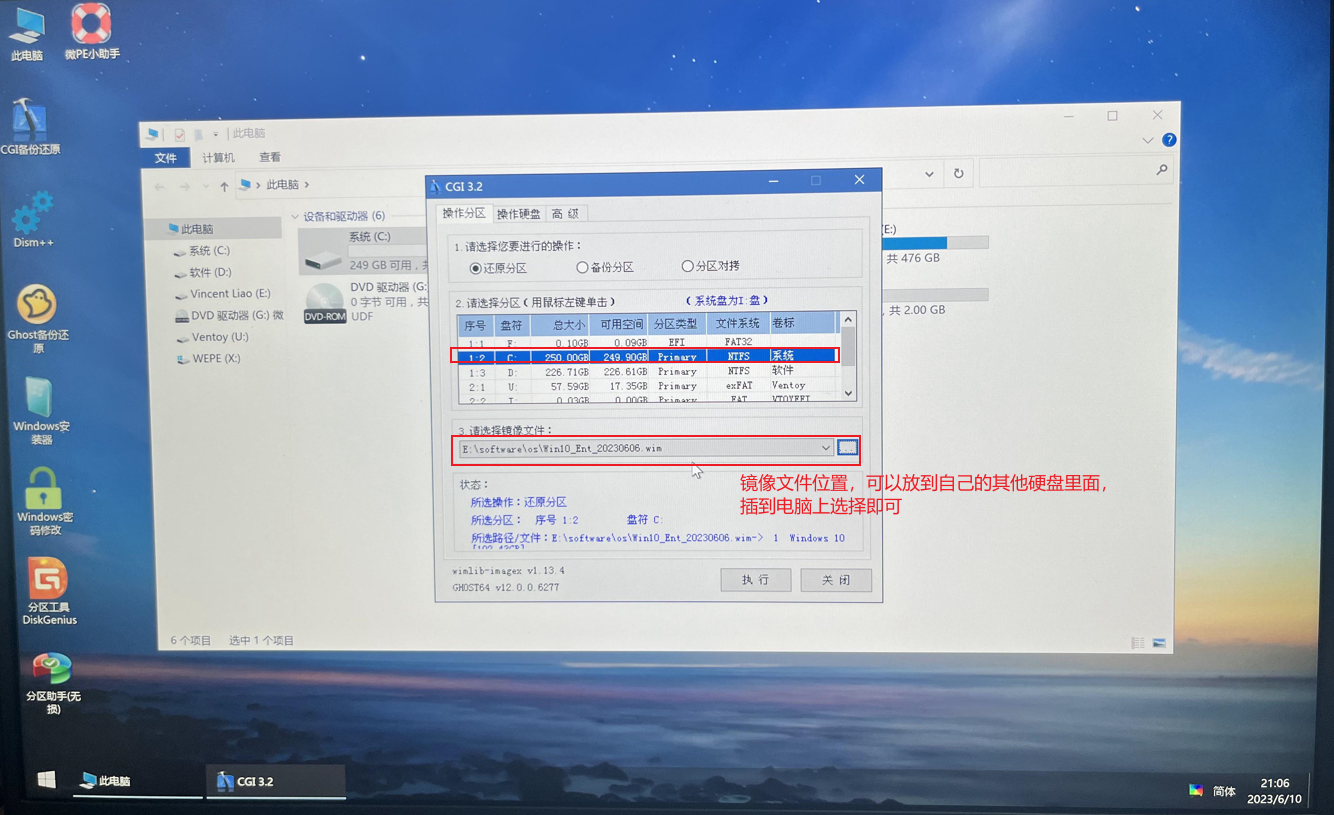 此电脑
微PE小助手
CGI备份还原
Dism++
Ghost备份还
原
Windows安
装器
Windows密
码修改
分区工具
DiskGenius
分区助手(无
损)
此电脑
文件
计算机
查看
此电脑
此电脑
系统 (C:)
软件 (D:)
Vincent Liao (E:)
DVD 驱动器 (G:) 微
Ventoy (U:)
WEPE (X:)
设备和驱动器 (6)
系统 (C:)
249 GB 可用，共
DVD 驱动器 (G:
0 字节 可用，共
UDF
DVD-ROM
(E:)
共 476 GB
, 共 2.00 GB
6 个项目 选中 1 个项目
CGI 3.2
操作分区 操作硬盘 高 级
1.请选择您要进行的操作：
还原分区 备份分区 分区对拷
2.请选择分区（用鼠标左键单击） （系统盘为I:盘）
序号 盘符 总大小 可用空间 分区类型 文件系统 卷标
1:1 F: 0.10GB 0.09GB EFI FAT32
1:2 C: 250.00GB 249.90GB Primary NTFS 系统
1:3 D: 226.71GB 226.61GB Primary NTFS 软件
2:1 U: 57.59GB 17.35GB Primary exFAT Ventoy
2:2 I: 0.03GB 0.00GB Primary FAT VTOYEFI
3.请选择镜像文件：
E:\software\os\Win10_Ent_20230606.wim
...
镜像文件位置，可以放到自己的其他硬盘里面，
插到电脑上选择即可
状态：
所选操作：还原分区
所选分区： 序号 1:2 盘符 C:
所选路径/文件：E:\software\os\Win10_Ent_20230606.wim-> 1 Windows 10
wimlib-imagex v1.13.4
GHOST64 v12.0.0.6277
执 行
关 闭
此电脑
CGI 3.2
简体
21:06
2023/6/10